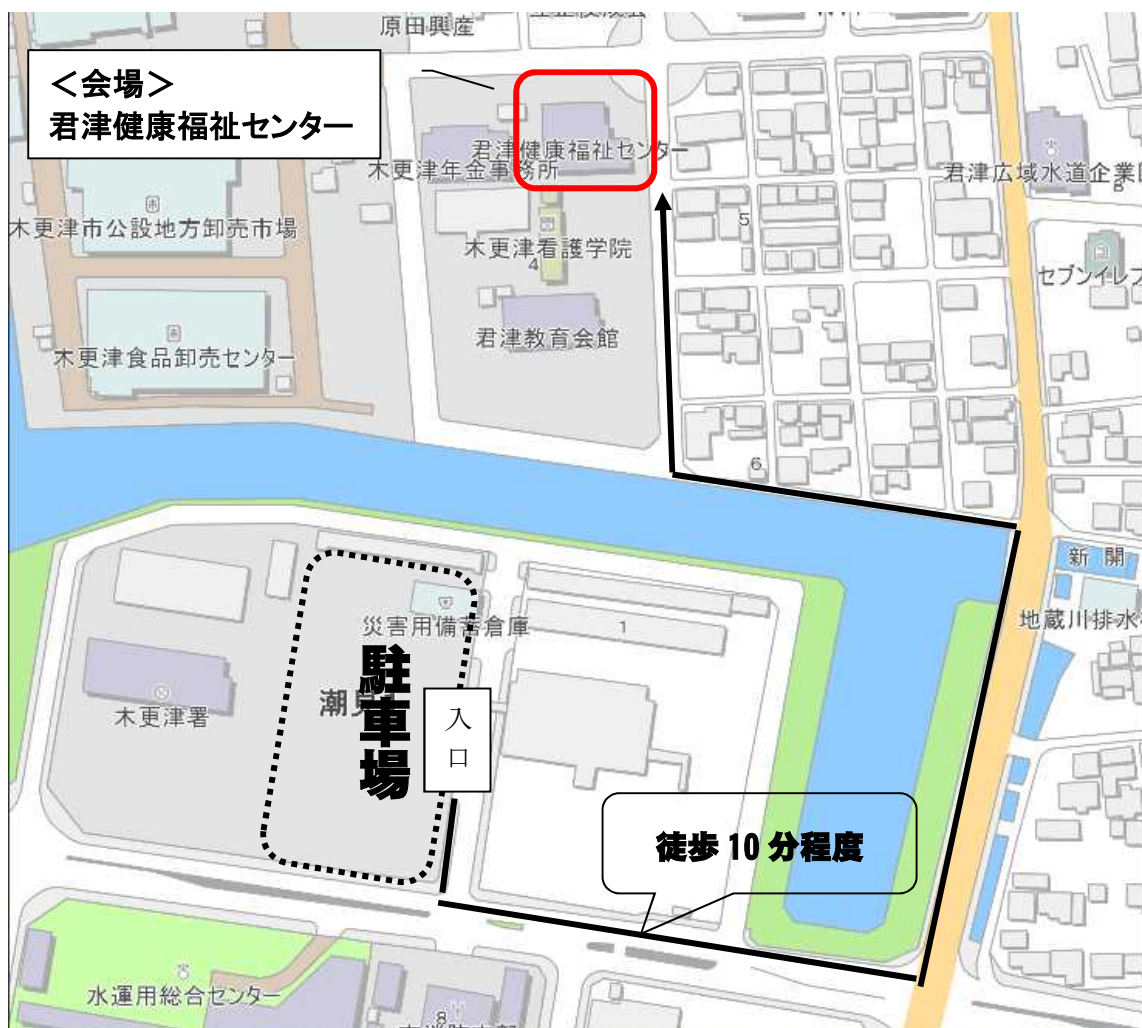 原田興産
＜会場＞
君津健康福祉センター
君津健康福祉センター
木更津年金事務所
君津広域水道企業団
木更津市公設地方卸売市場
5
木更津看護学院
4
セブンイレブ
君津教育会館
木更津食品卸売センター
6
新開
災害用備蓄倉庫
1
地蔵川排水
駐車場
潮見
入口
木更津署
徒歩10分程度
水運用総合センター
8